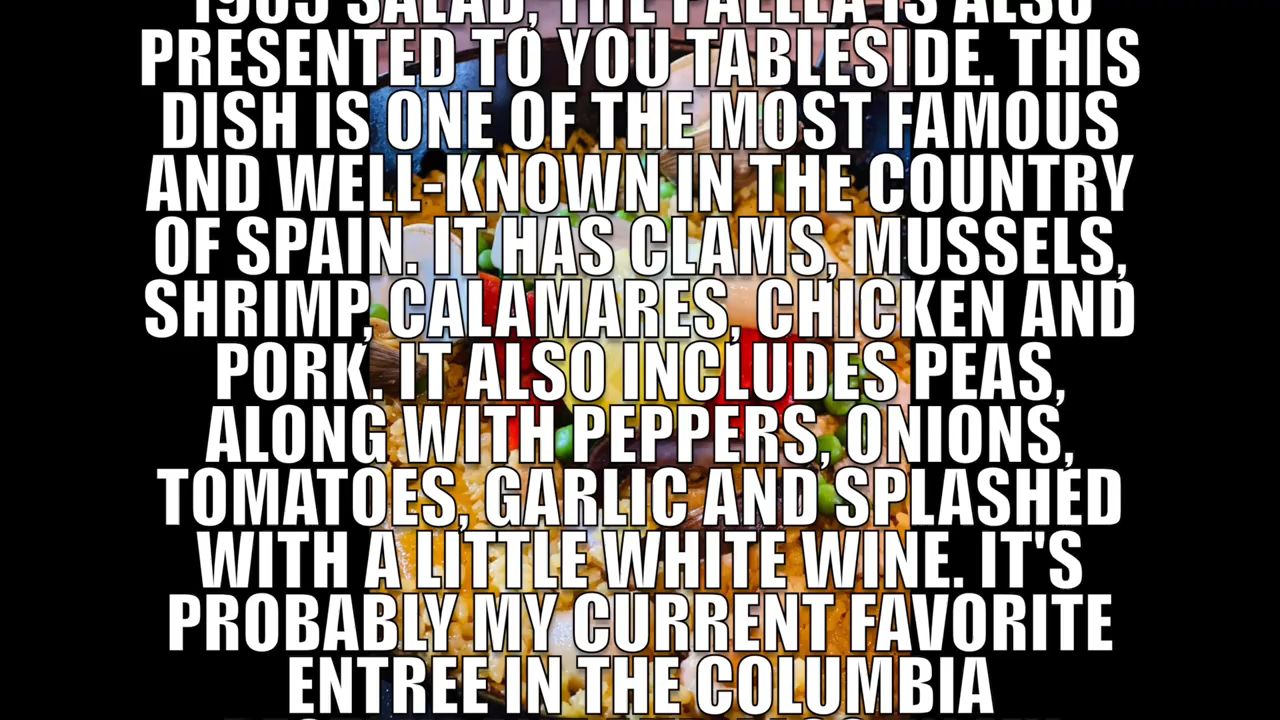 1905 SALAD, THE PAELLA IS ALSO
PRESENTED TO YOU TABLESIDE. THIS
DISH IS ONE OF THE MOST FAMOUS
AND WELL-KNOWN IN THE COUNTRY
OF SPAIN. IT HAS CLAMS, MUSSELS,
SHRIMP, CALAMARES, CHICKEN AND
PORK. IT ALSO INCLUDES PEAS,
ALONG WITH PEPPERS, ONIONS,
TOMATOES, GARLIC AND SPLASHED
WITH A LITTLE WHITE WINE. IT'S
PROBABLY MY CURRENT FAVORITE
ENTREE IN THE COLUMBIA